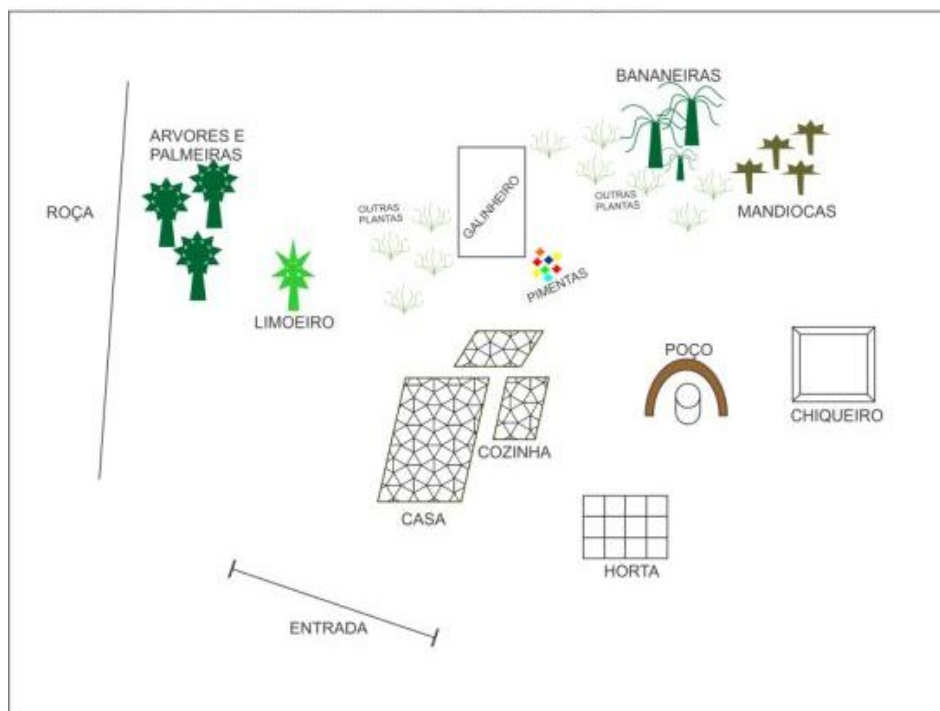 BANANEIRAS
ARVORES E
PALMEIRAS
ROÇA
OUTRAS
PLANTAS
GALINHEIRO
OUTRAS
PLANTAS
MANDIOCAS
PIMENTAS
LIMOEIRO
POÇO
CHIQUEIRO
COZINHA
CASA
HORTA
ENTRADA